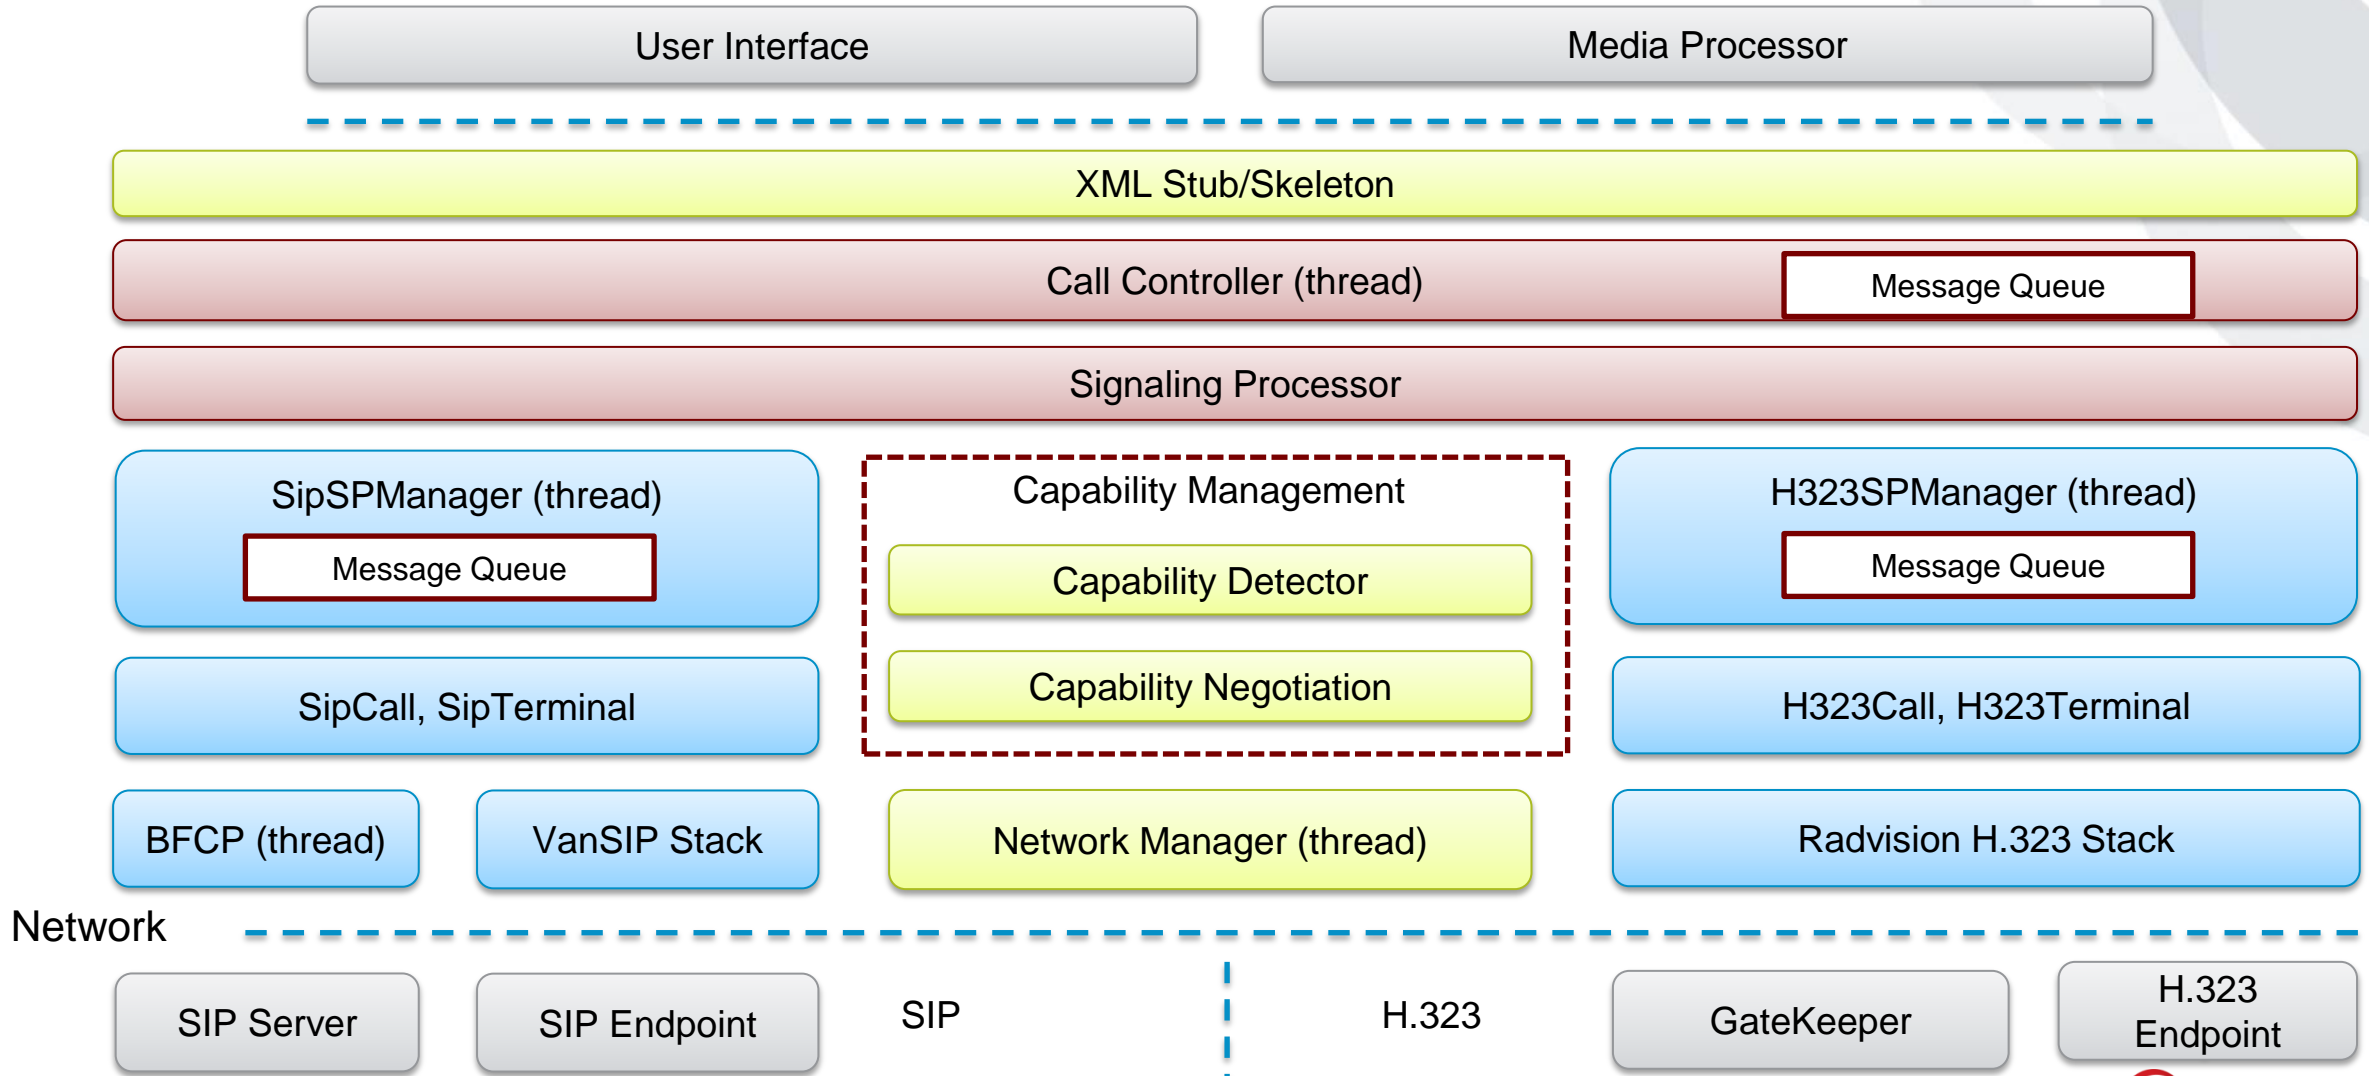 User Interface
Media Processor
XML Stub/Skeleton
Call Controller (thread)
Message Queue
Signaling Processor
SipSPManager (thread)
Message Queue
Capability Management
Capability Detector
Capability Negotiation
H323SPManager (thread)
Message Queue
SipCall, SipTerminal
H323Call, H323Terminal
BFCP (thread)
VanSIP Stack
Network Manager (thread)
Radvision H.323 Stack
Network
SIP Server
SIP Endpoint
SIP
H.323
GateKeeper
H.323
Endpoint